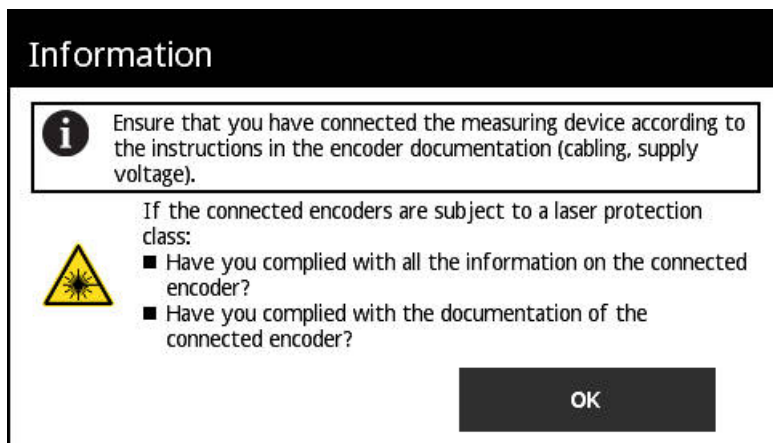 Information
Ensure that you have connected the measuring device according to
the instructions in the encoder documentation (cabling, supply
voltage).
If the connected encoders are subject to a laser protection
class:
■ Have you complied with all the information on the connected
encoder?
■ Have you complied with the documentation of the
connected encoder?
OK